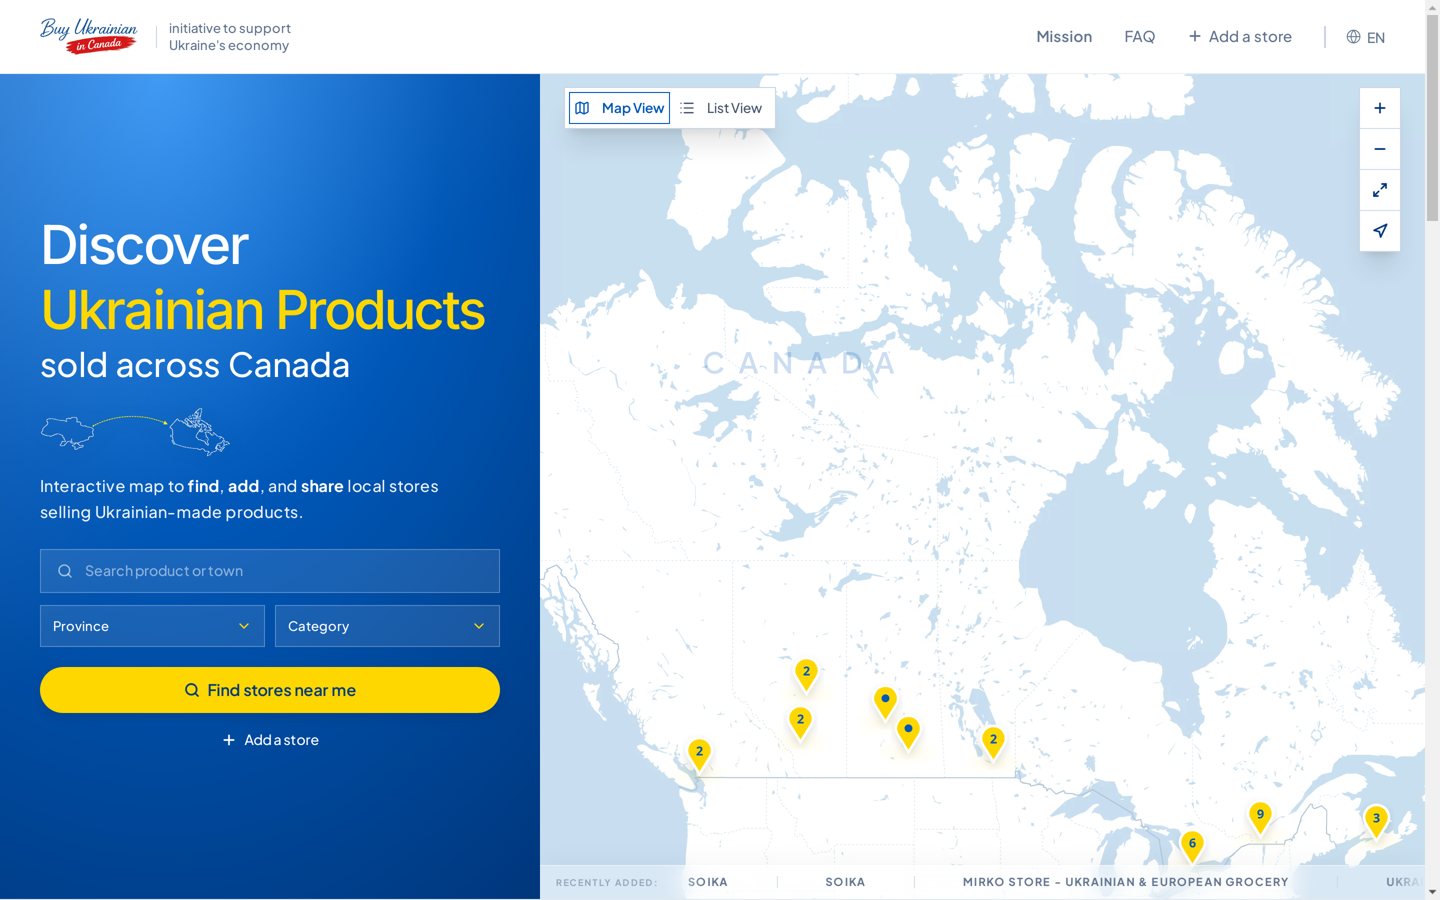 Buy Ukrainian
in Canada
initiative to support
Ukraine's economy
Mission
FAQ
Add a store
EN
Map View
List View
Discover
Ukrainian Products
sold across Canada
Interactive map to find, add, and share local stores
selling Ukrainian-made products.
Search product or town
Province
Category
Find stores near me
Add a store
CANADA
2
2
2
2
9
3
6
RECENTLY ADDED:
SOIKA
SOIKA
MIRKO STORE - UKRAINIAN & EUROPEAN GROCERY